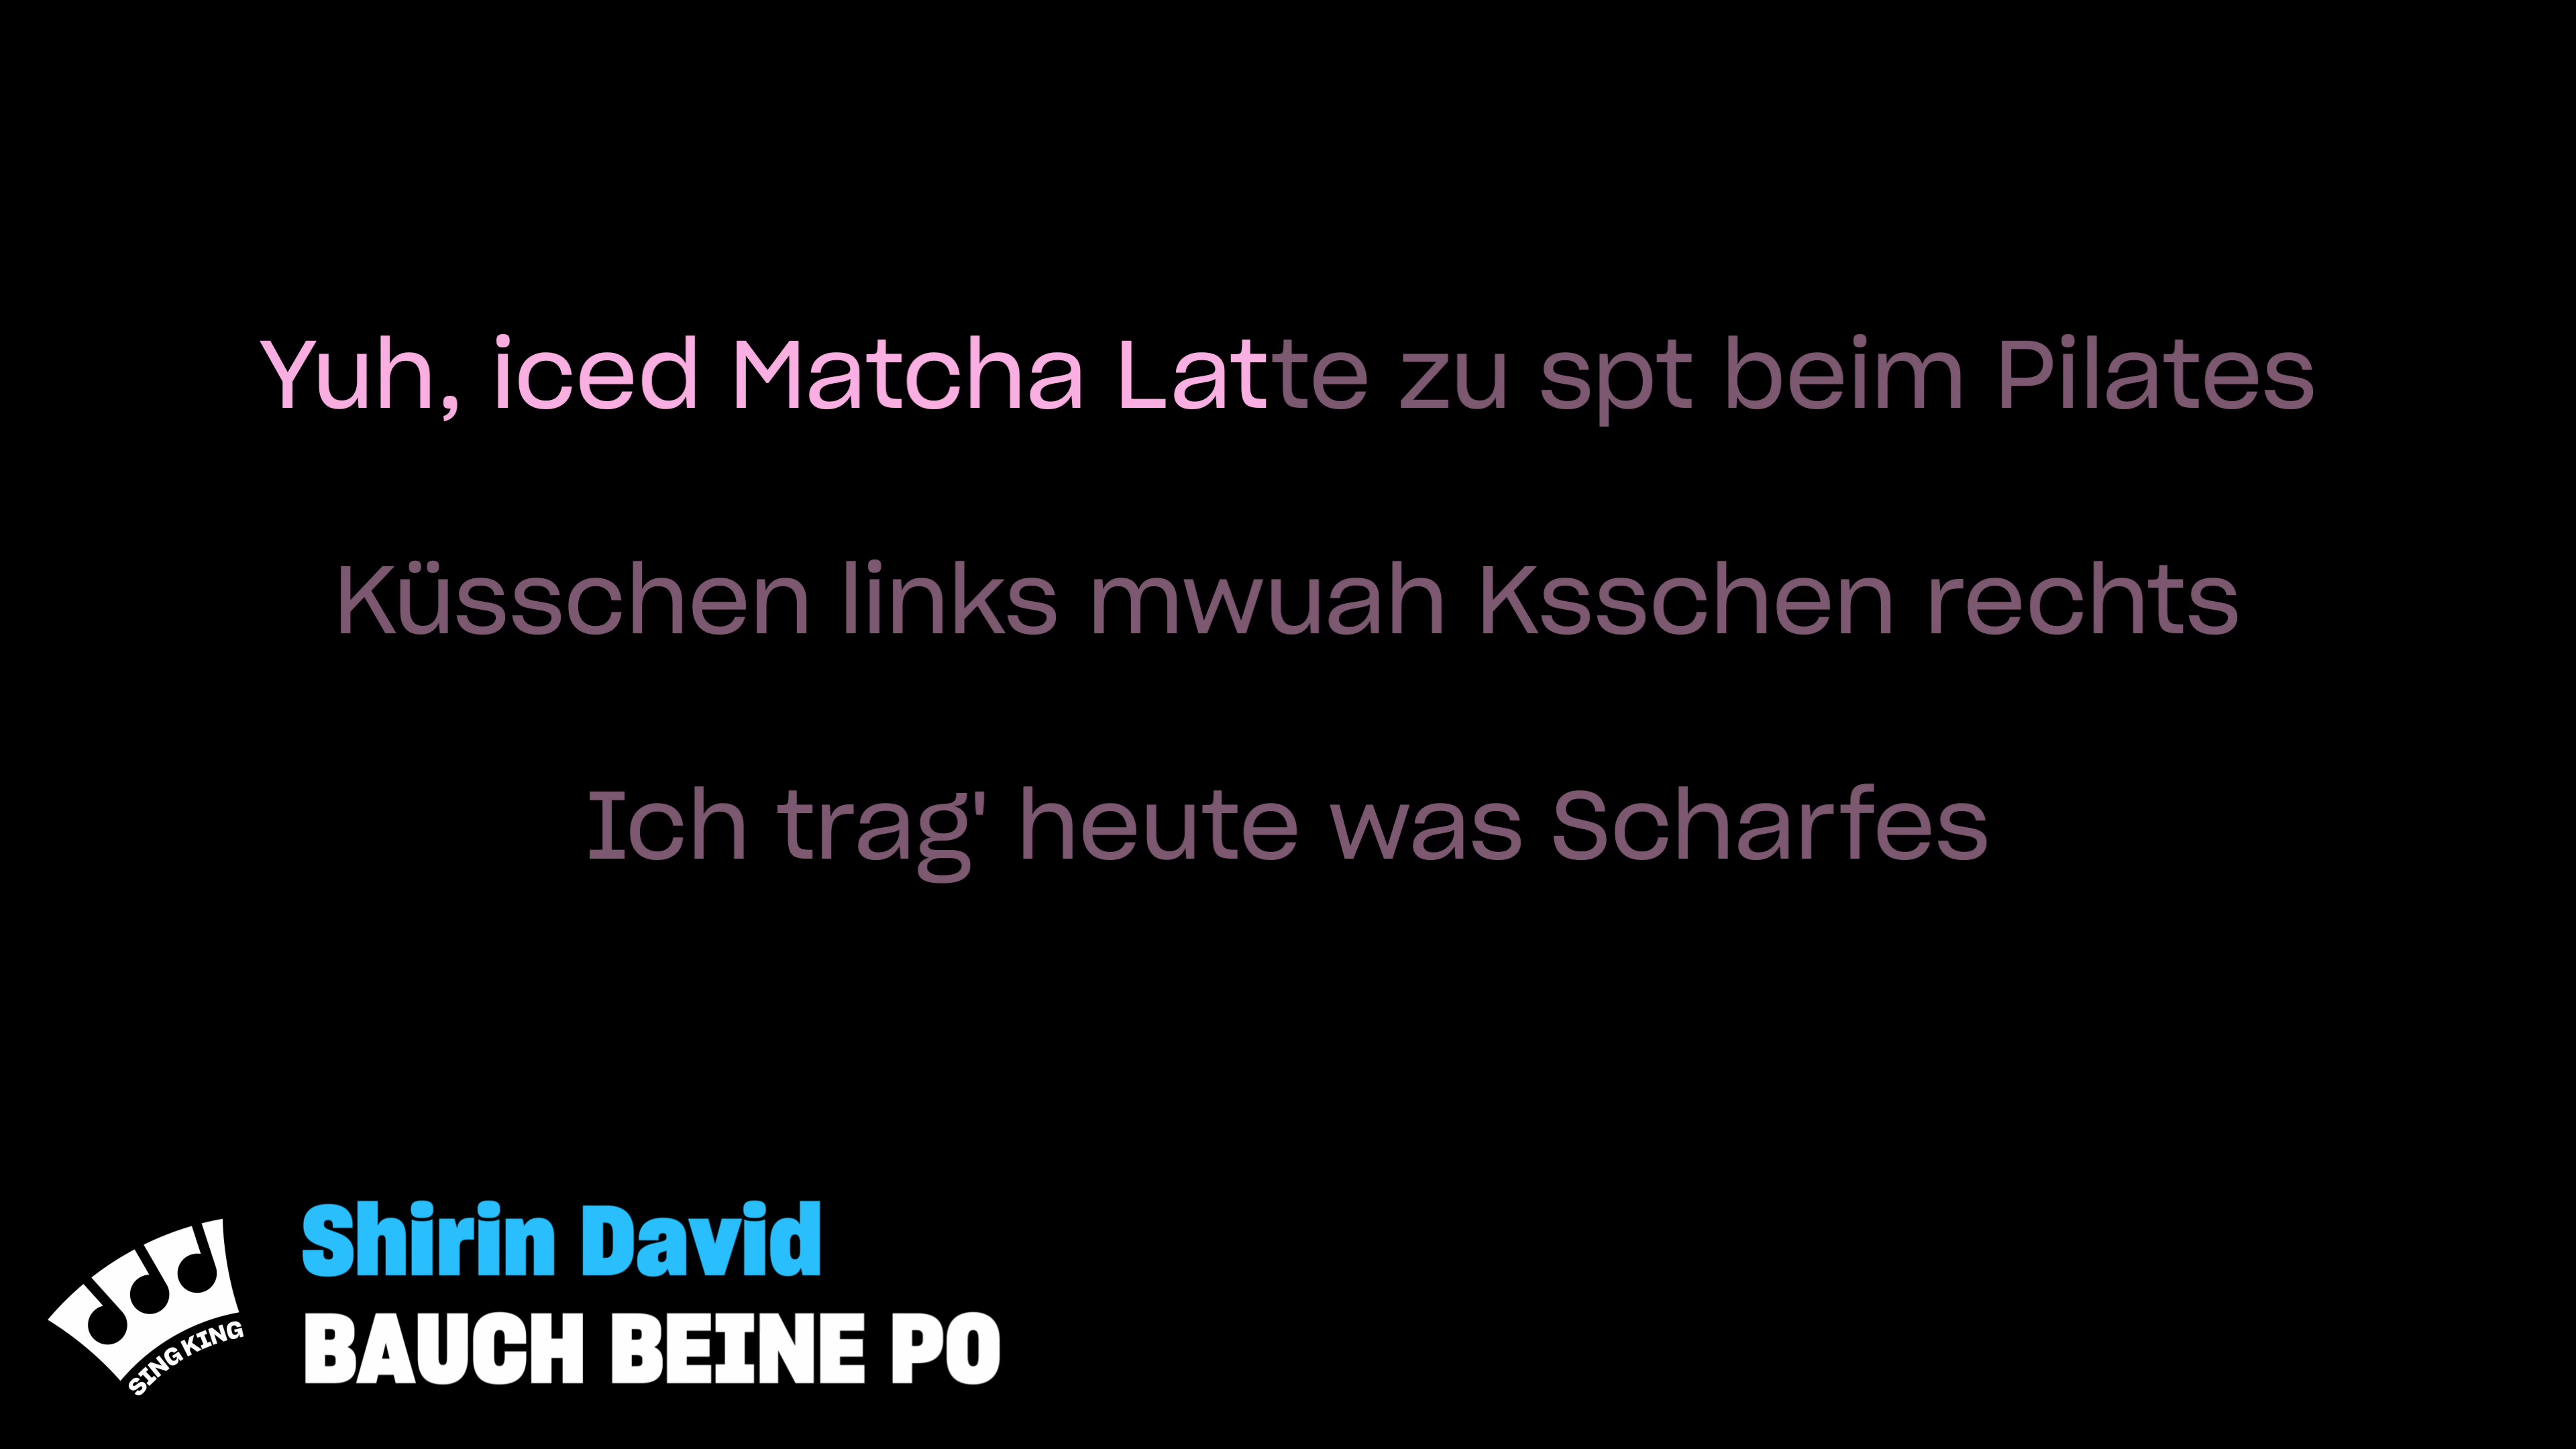 Yuh, iced Matcha Latte zu spt beim Pilates
Küsschen links mwuah Ksschen rechts
Ich trag' heute was Scharfes
Shirin David
BAUCH BEINE PO
SING KING